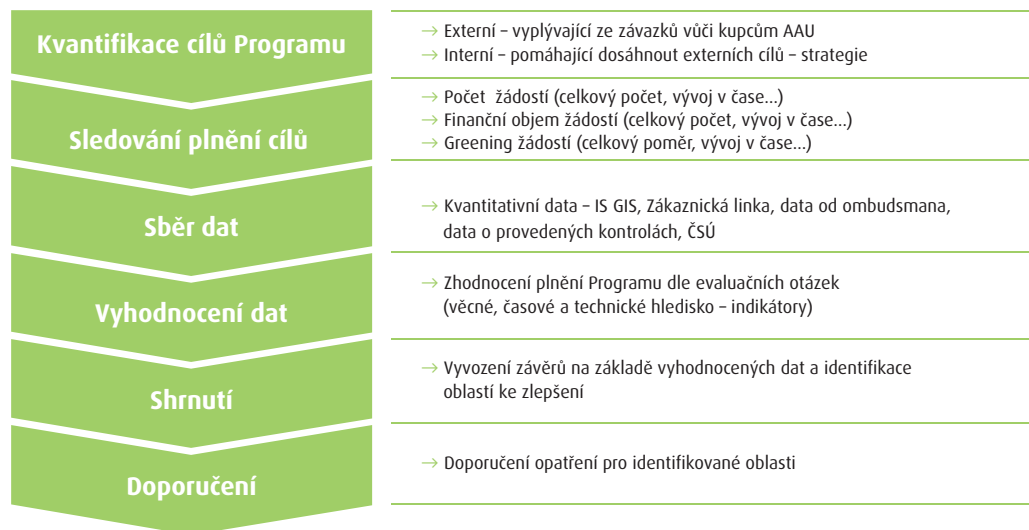 Kvantifikace cílů Programu
→ Externí – vyplývající ze závazků vůči kupcům AAU
→ Interní – pomáhající dosáhnout externích cílů – strategie
Sledování plnění cílů
→ Počet žádostí (celkový počet, vývoj v čase...)
→ Finanční objem žádostí (celkový počet, vývoj v čase...)
→ Greening žádostí (celkový poměr, vývoj v čase...)
Sběr dat
→ Kvantitativní data – IS GIS, Zákaznická linka, data od ombudsmana,
data o provedených kontrolách, ČSÚ
Vyhodnocení dat
→ Zhodnocení plnění Programu dle evaluačních otázek
(věcné, časové a technické hledisko – indikátory)
Shrnutí
→ Vyvození závěrů na základě vyhodnocených dat a identifikace
oblastí ke zlepšení
Doporučení
→ Doporučení opatření pro identifikované oblasti